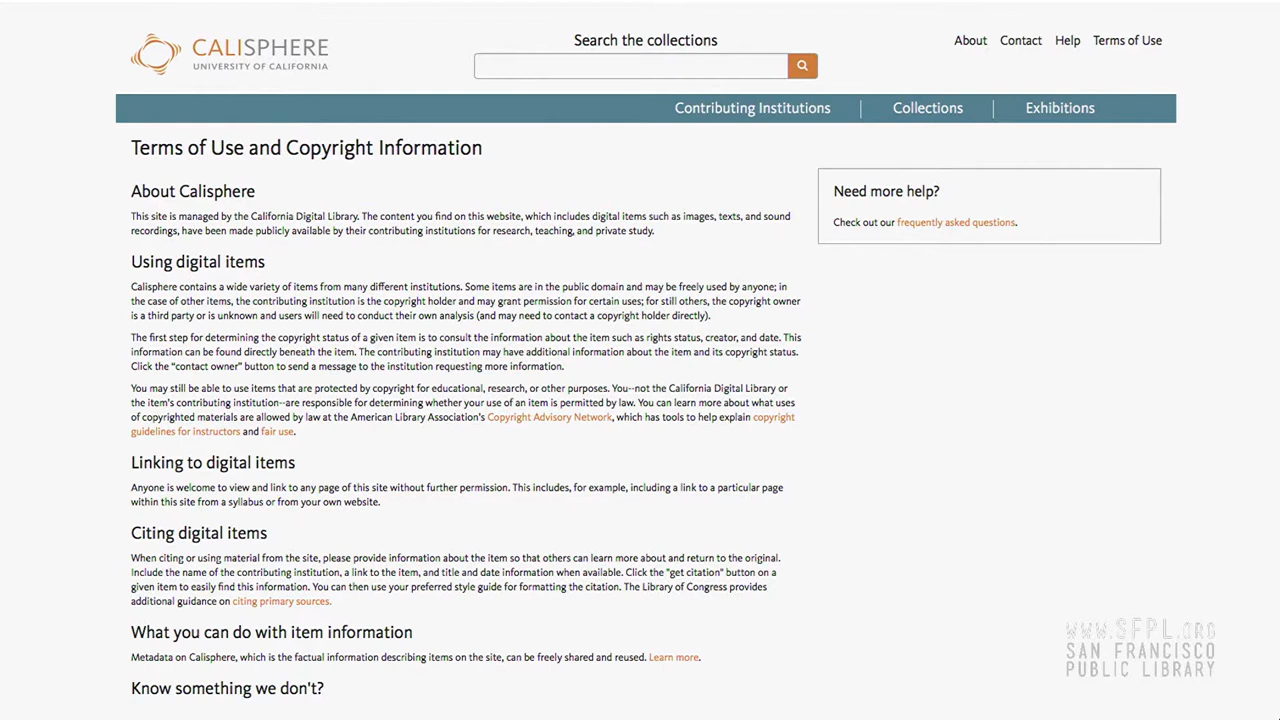 CALISPHERE
UNIVERSITY OF CALIFORNIA
Search the collections
About Contact Help Terms of Use
Contributing Institutions Collections Exhibitions
Terms of Use and Copyright Information
About Calisphere
This site is managed by the California Digital Library. The content you find on this website, which includes digital items such as images, texts, and sound
recordings, have been made publicly available by their contributing institutions for research, teaching, and private study.
Using digital items
Calisphere contains a wide variety of items from many different institutions. Some items are in the public domain and may be freely used by anyone; in
the case of other items, the contributing institution is the copyright holder and may grant permission for certain uses; for still others, the copyright owner
is a third party or is unknown and users will need to conduct their own analysis (and may need to contact a copyright holder directly).
The first step for determining the copyright status of a given item is to consult the information about the item such as rights status, creator, and date. This
information can be found directly beneath the item. The contributing institution may have additional information about the item and its copyright status.
Click the “contact owner” button to send a message to the institution requesting more information.
You may still be able to use items that are protected by copyright for educational, research, or other purposes. You--not the California Digital Library or
the item's contributing institution--are responsible for determining whether your use of an item is permitted by law. You can learn more about what uses
of copyrighted materials are allowed by law at the American Library Association's Copyright Advisory Network, which has tools to help explain copyright
guidelines for instructors and fair use.
Linking to digital items
Anyone is welcome to view and link to any page of this site without further permission. This includes, for example, including a link to a particular page
within this site from a syllabus or from your own website.
Citing digital items
When citing or using material from the site, please provide information about the item so that others can learn more about and return to the original.
Include the name of the contributing institution, a link to the item, and title and date information when available. Click the "get citation" button on a
given item to easily find this information. You can then use your preferred style guide for formatting the citation. The Library of Congress provides
additional guidance on citing primary sources.
What you can do with item information
Metadata on Calisphere, which is the factual information describing items on the site, can be freely shared and reused. Learn more.
Know something we don't?
Need more help?
Check out our frequently asked questions.
WWW.SFPL.ORG
SAN FRANCISCO
PUBLIC LIBRARY